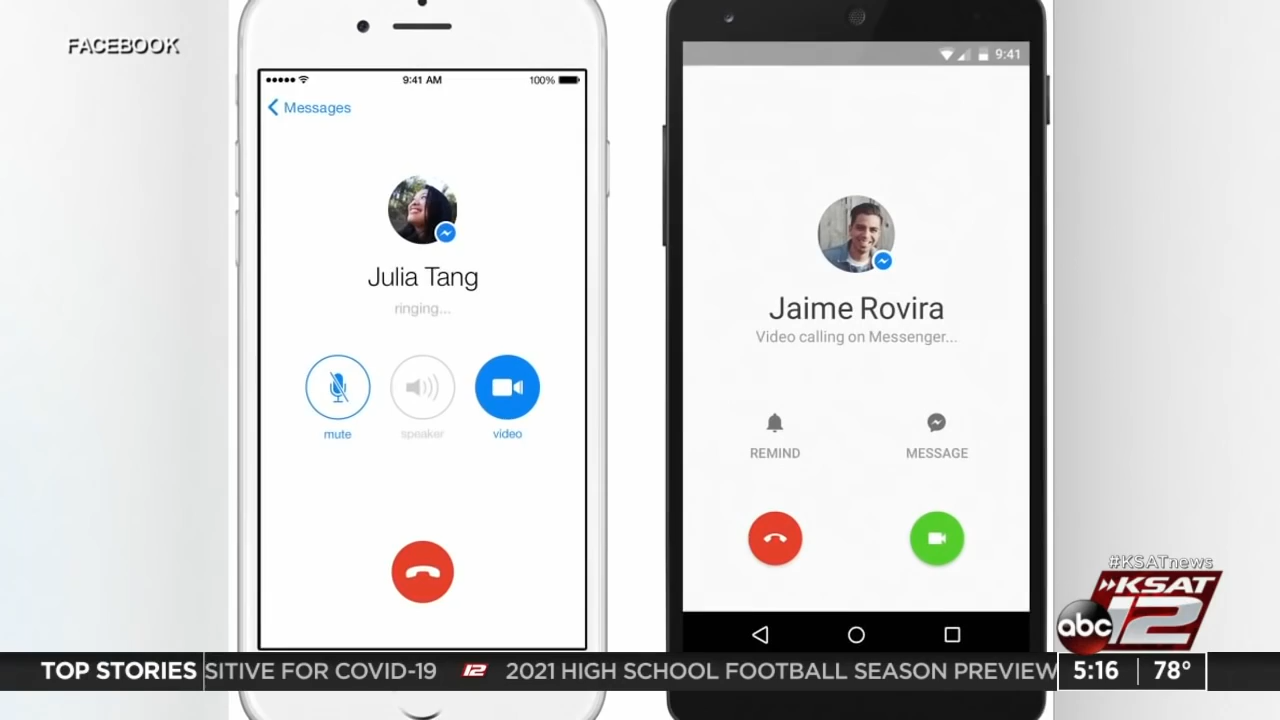 FACEBOOK
9:41 AM
100%
Messages
Julia Tang
ringing...
mute
speaker
video
9:41
Jaime Rovira
Video calling on Messenger...
REMIND
MESSAGE
#KSATnews
KSAT
abc
12
TOP STORIES
SITIVE FOR COVID-19
12
2021 HIGH SCHOOL FOOTBALL SEASON PREVIEW
5:16
78°